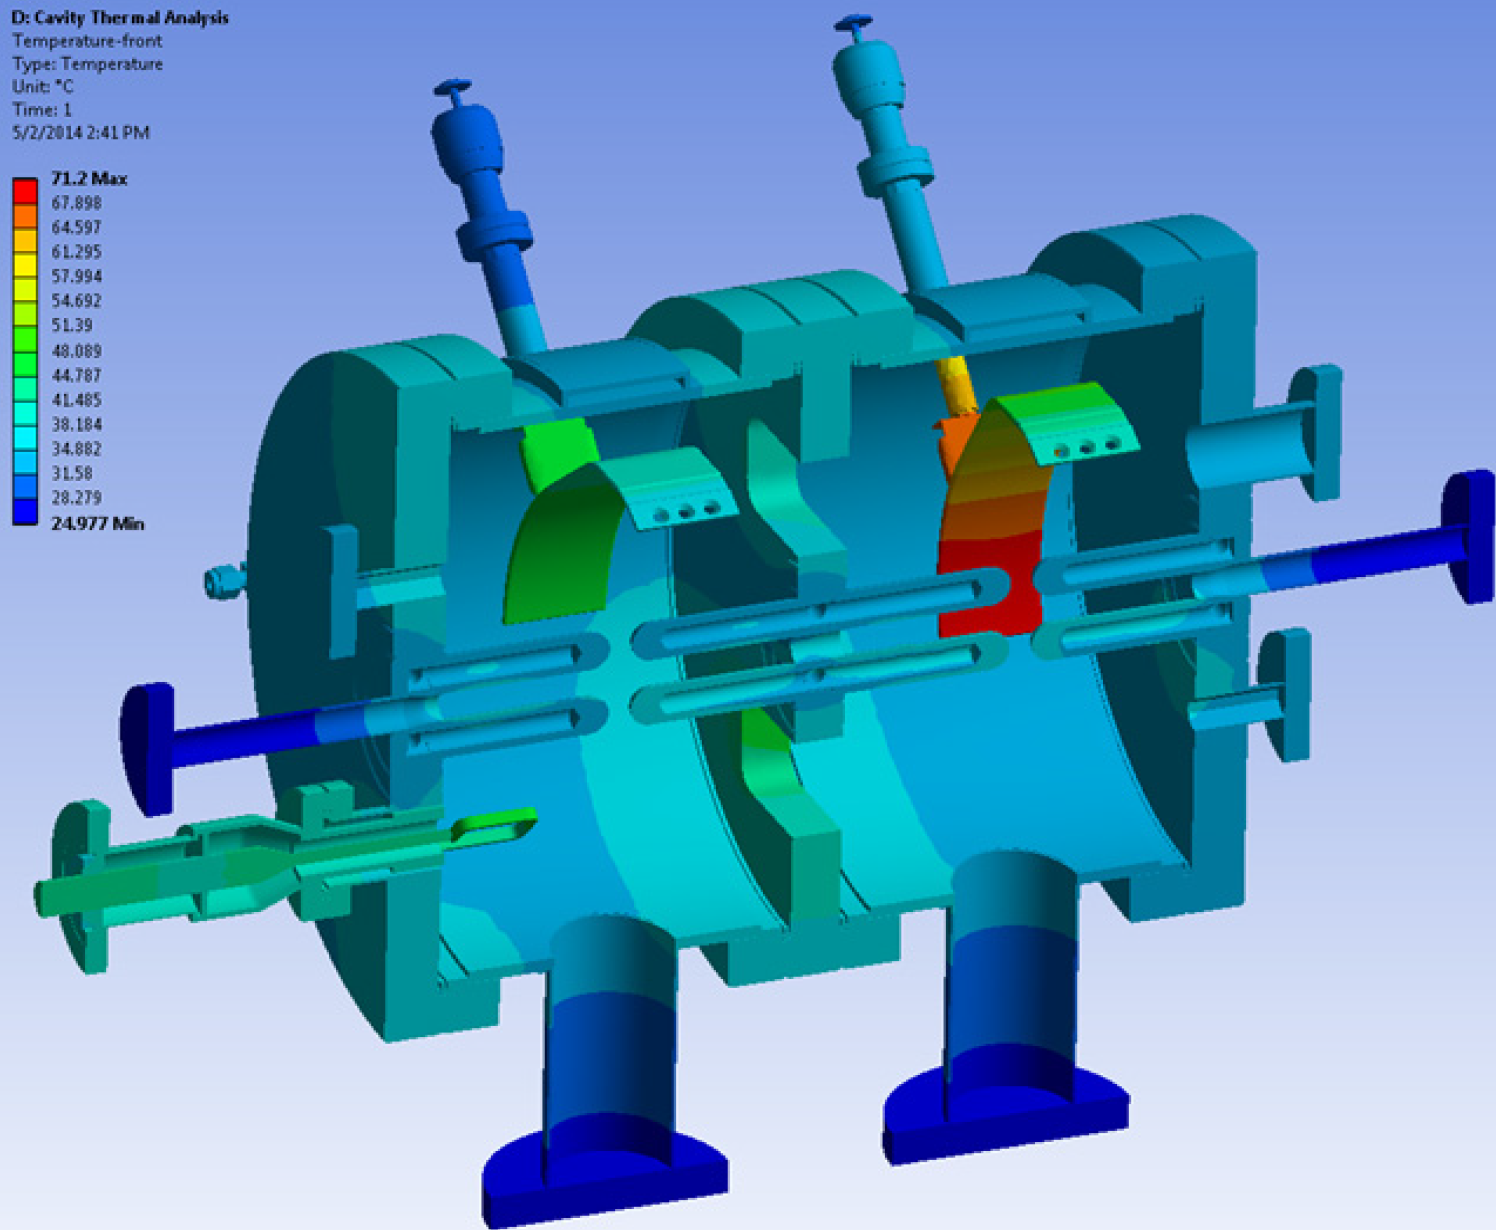 D: Cavity Thermal Analysis
Temperature-front
Type: Temperature
Unit: °C
Time: 1
5/2/2014 2:41 PM
71.2 Max
67.898
64.597
61.295
57.994
54.692
51.39
48.089
44.787
41.485
38.184
34.882
31.58
28.279
24.977 Min